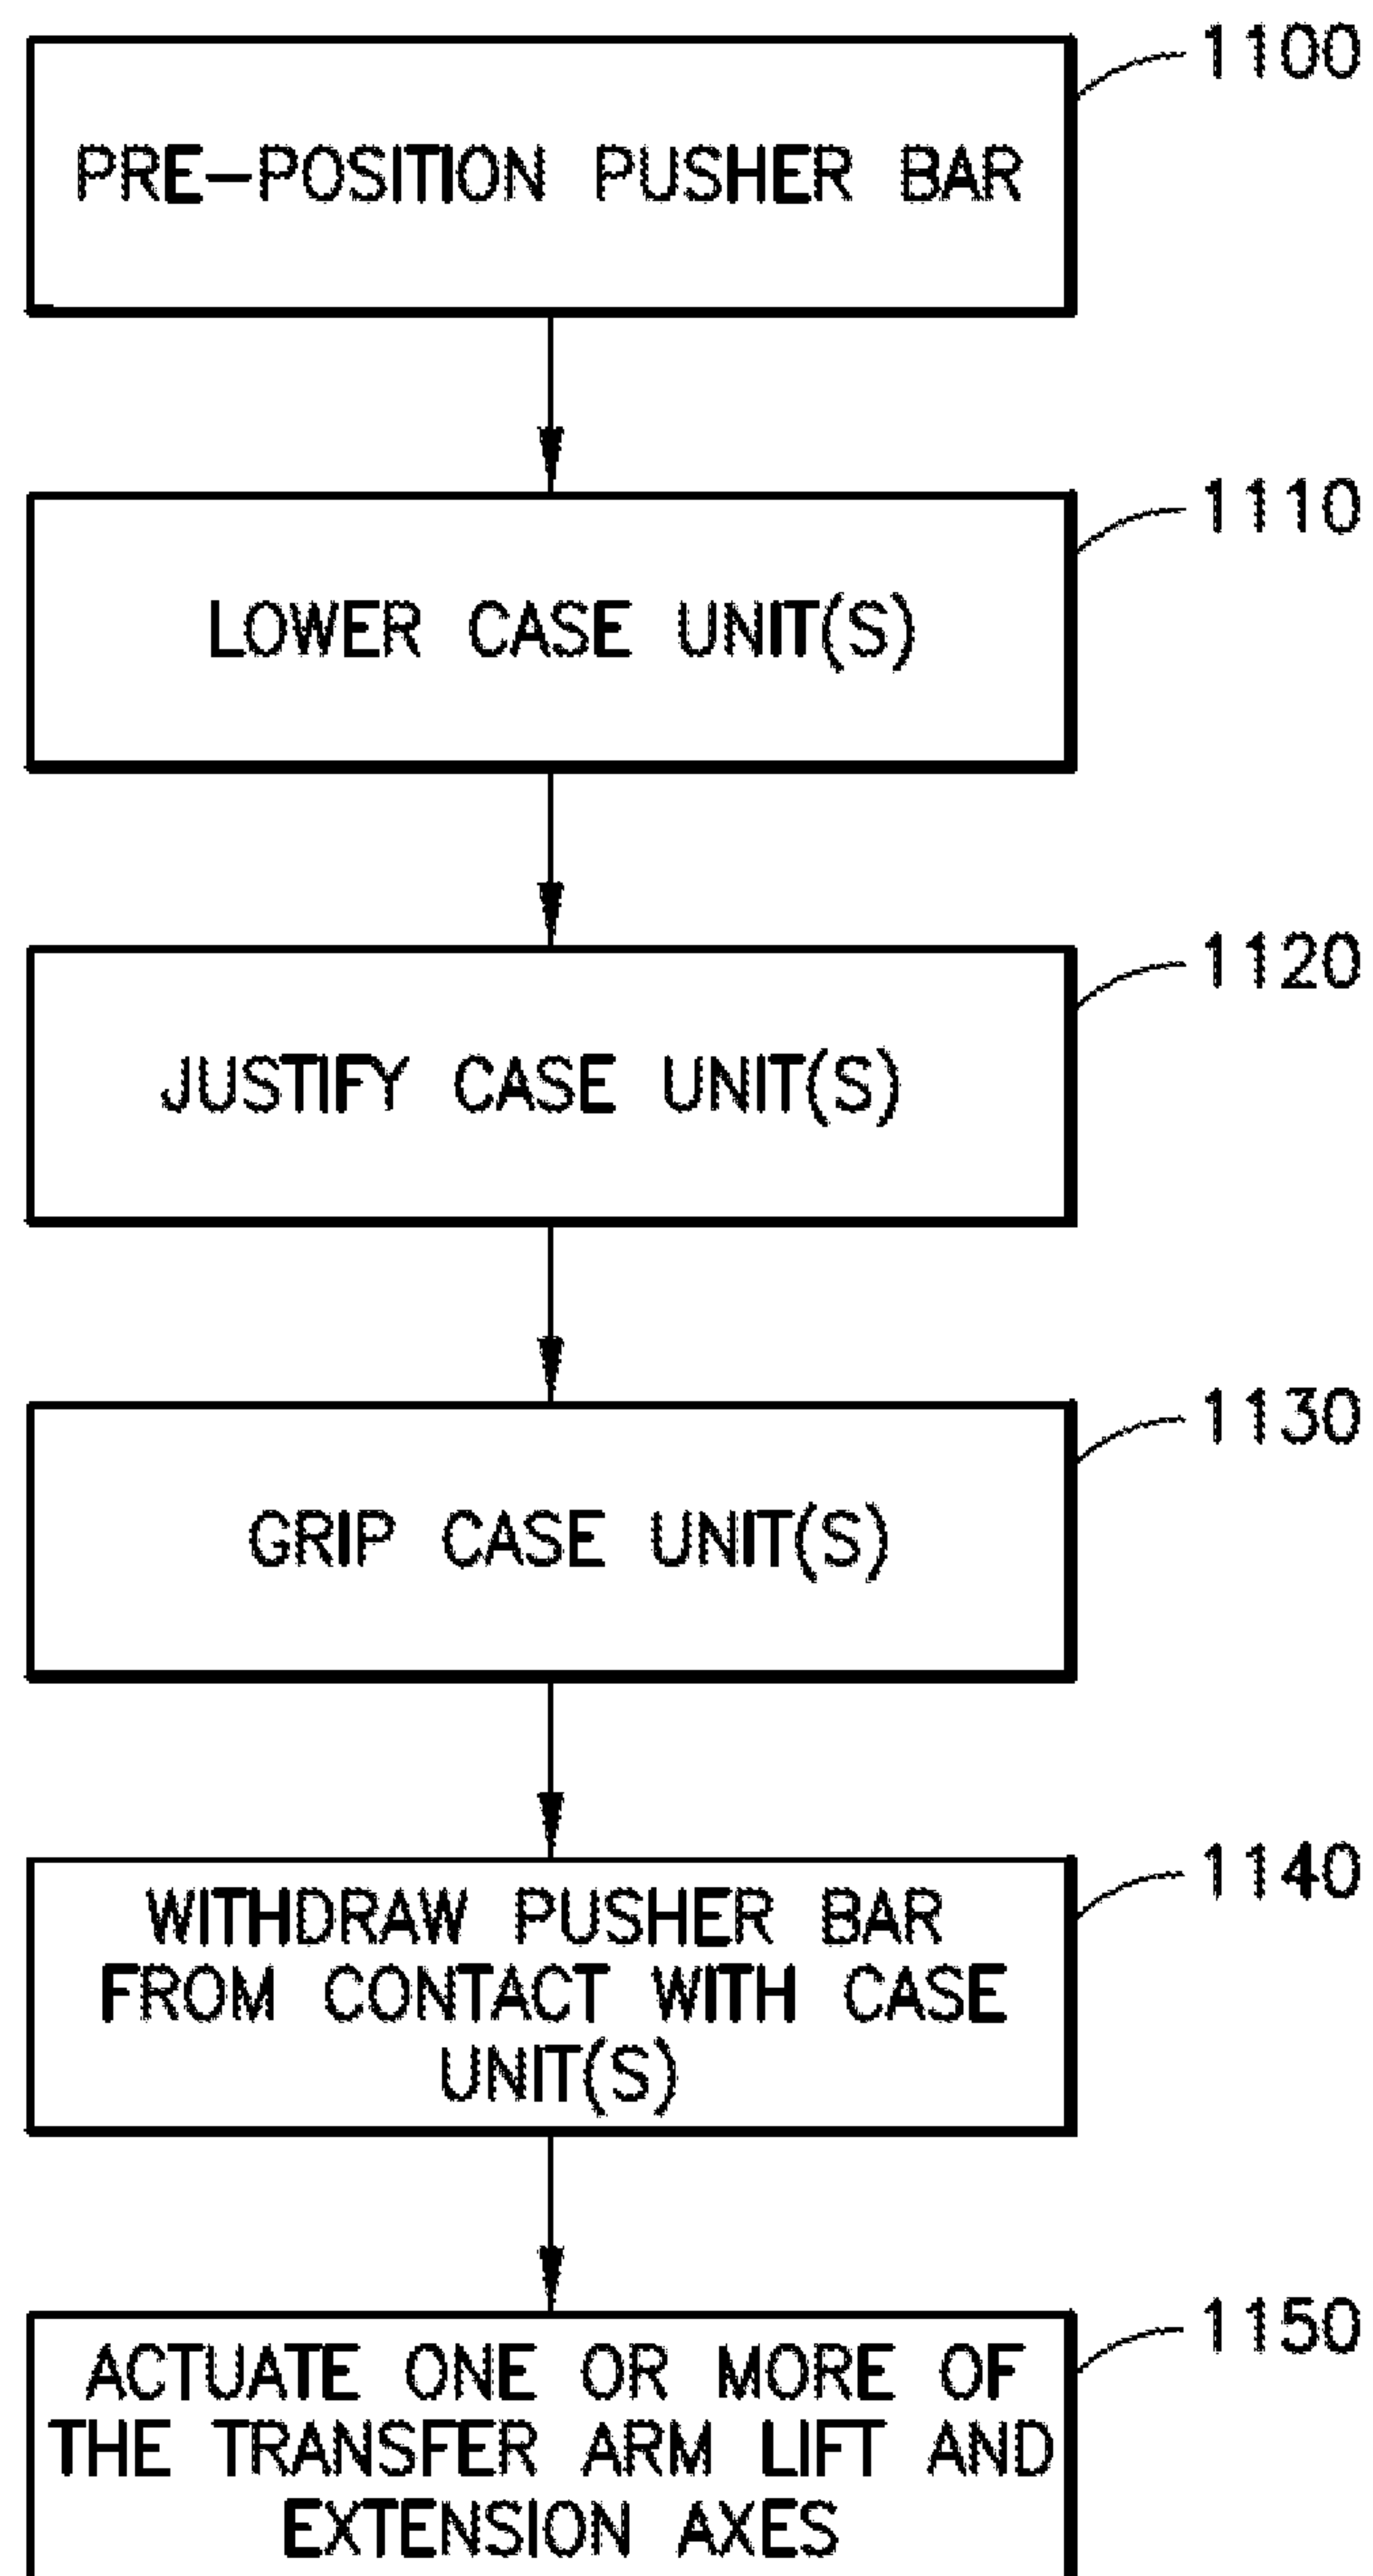 1100
PRE-POSITION PUSHER BAR
1110
LOWER CASE UNIT(S)
1120
JUSTIFY CASE UNIT(S)
1130
GRIP CASE UNIT(S)
1140
WITHDRAW PUSHER BAR
FROM CONTACT WITH CASE
UNIT(S)
1150
ACTUATE ONE OR MORE OF
THE TRANSFER ARM LIFT AND
EXTENSION AXES